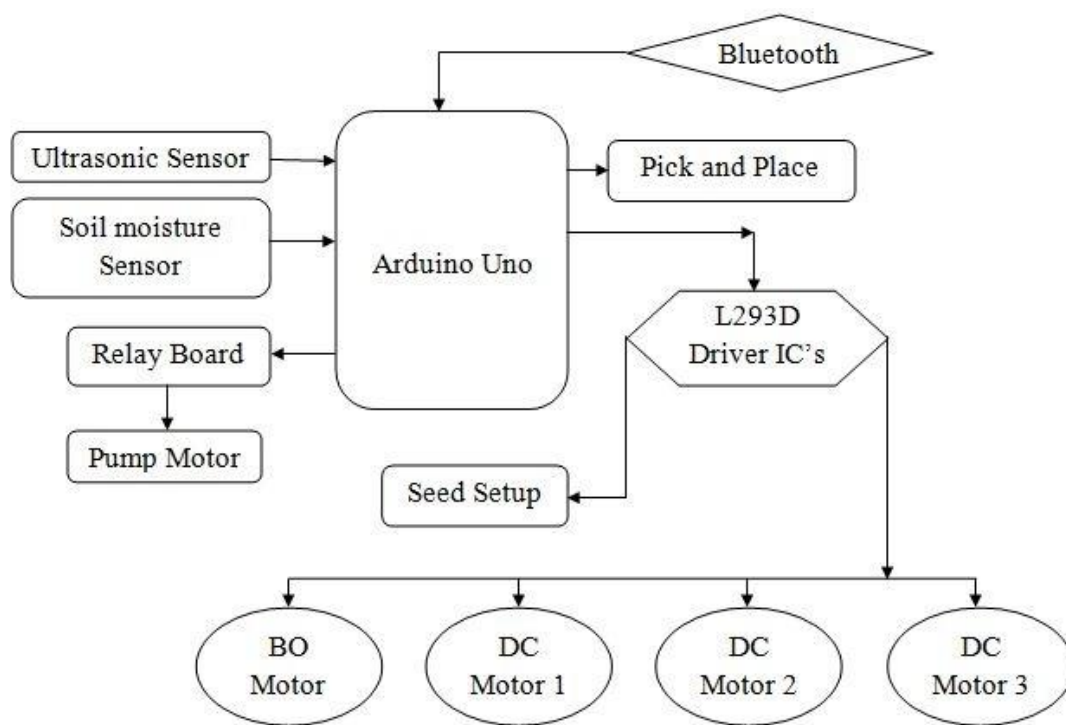 Bluetooth
Ultrasonic Sensor
Pick and Place
Soil moisture
Sensor
Arduino Uno
L293D
Driver IC’s
Relay Board
Pump Motor
Seed Setup
BO
Motor
DC
Motor 1
DC
Motor 2
DC
Motor 3